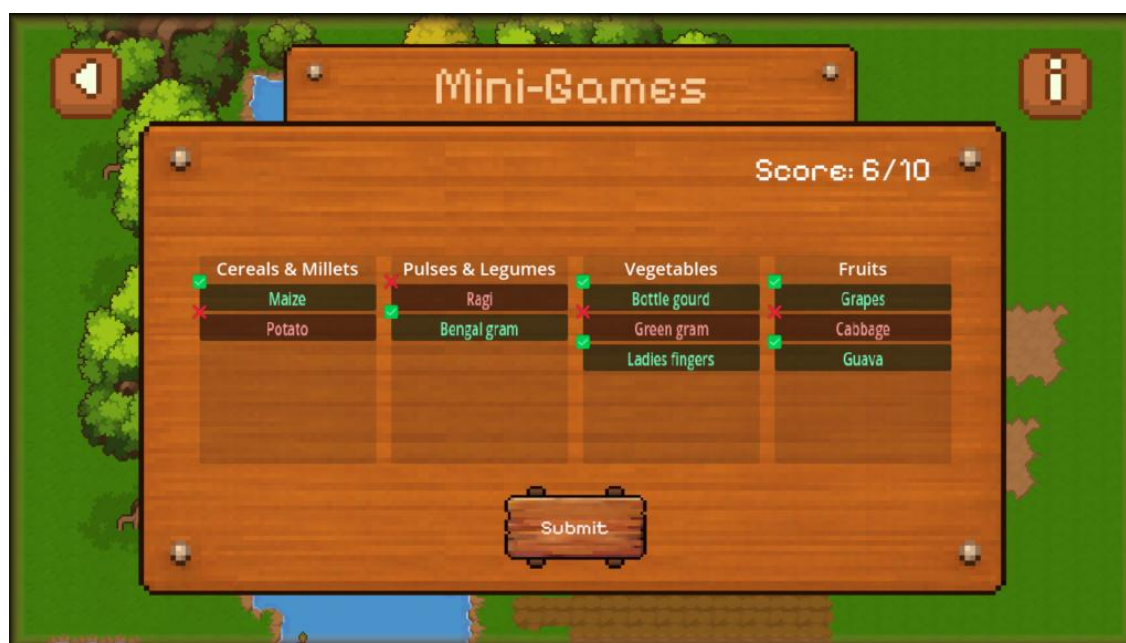 Mini-Games
Score: 6/10
Cereals & Millets
Maize
Potato
Pulses & Legumes
Ragi
Bengal gram
Vegetables
Bottle gourd
Green gram
Ladies fingers
Fruits
Grapes
Cabbage
Guava
Submit